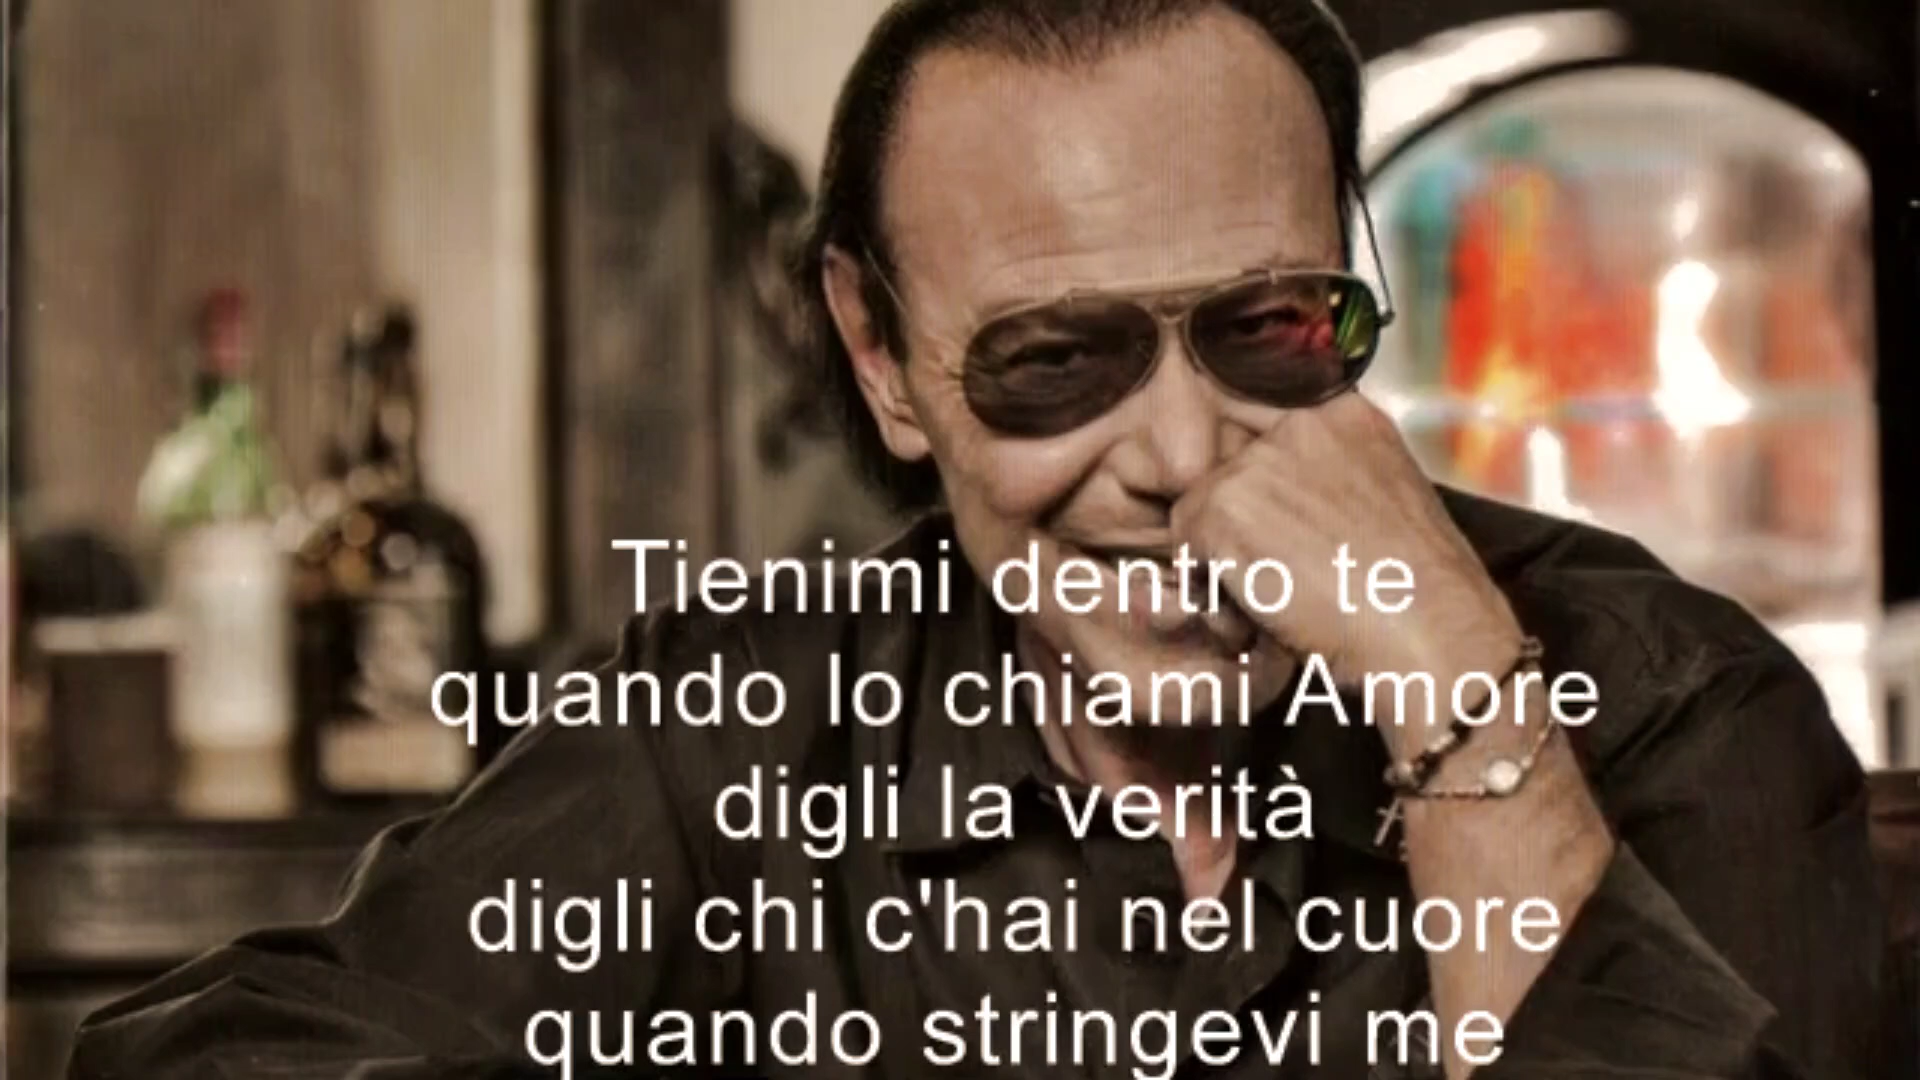 Tienimi dentro te
quando lo chiami Amore
digli la verità
digli chi c'hai nel cuore
quando stringevi me